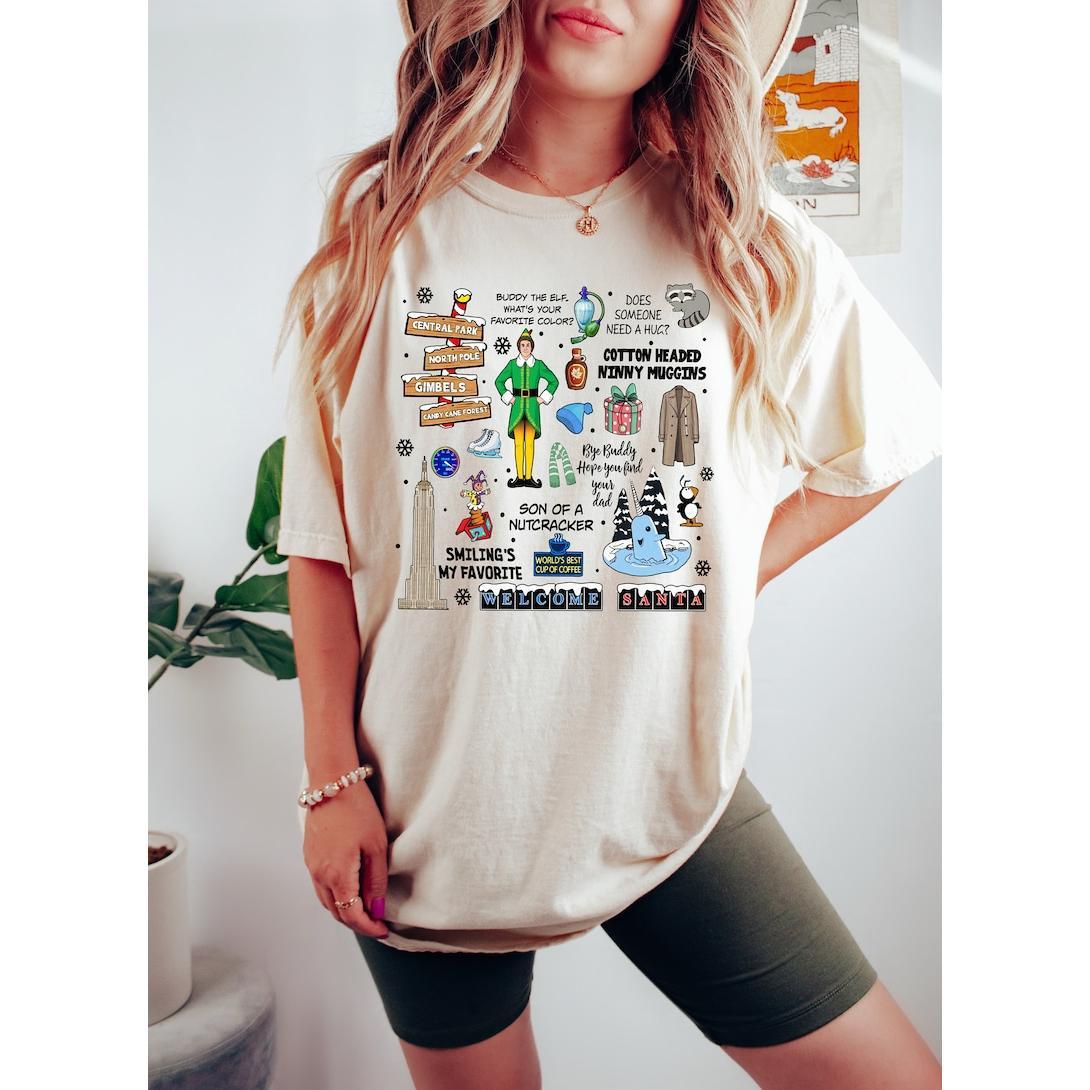 BUDDY THE ELF.
WHAT'S YOUR
FAVORITE COLOR?
DOES
SOMEONE
NEED A HUG?
CENTRAL PARK
NORTH POLE
GIMBELS
CANDY CANE FOREST
COTTON HEADED
NINNY MUGGINS
Bye Buddy
Hope you find
your
dad
SON OF A
NUTCRACKER
SMILING'S
MY FAVORITE
WORLD'S BEST
CUP OF COFFEE
WELCOME SANTA
H